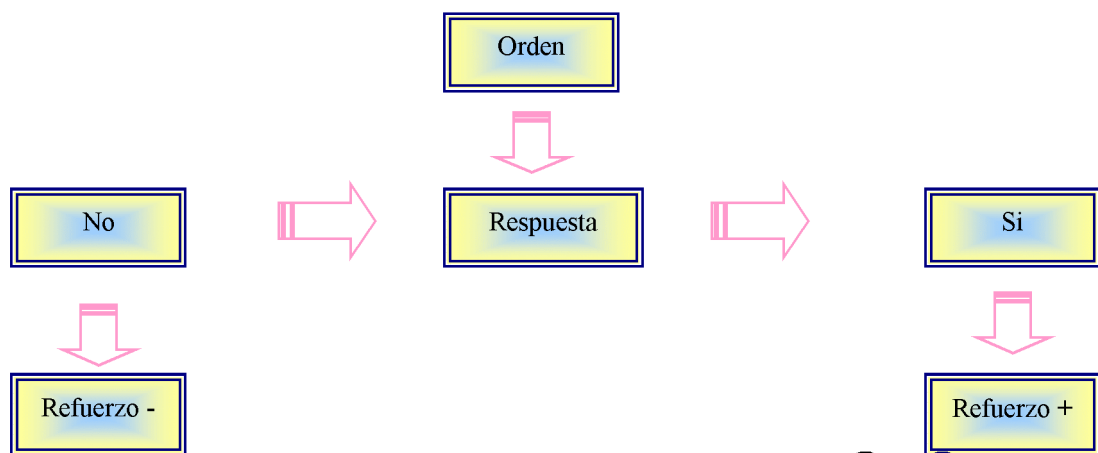 Orden
No
Respuesta
Si
Refuerzo -
Refuerzo +